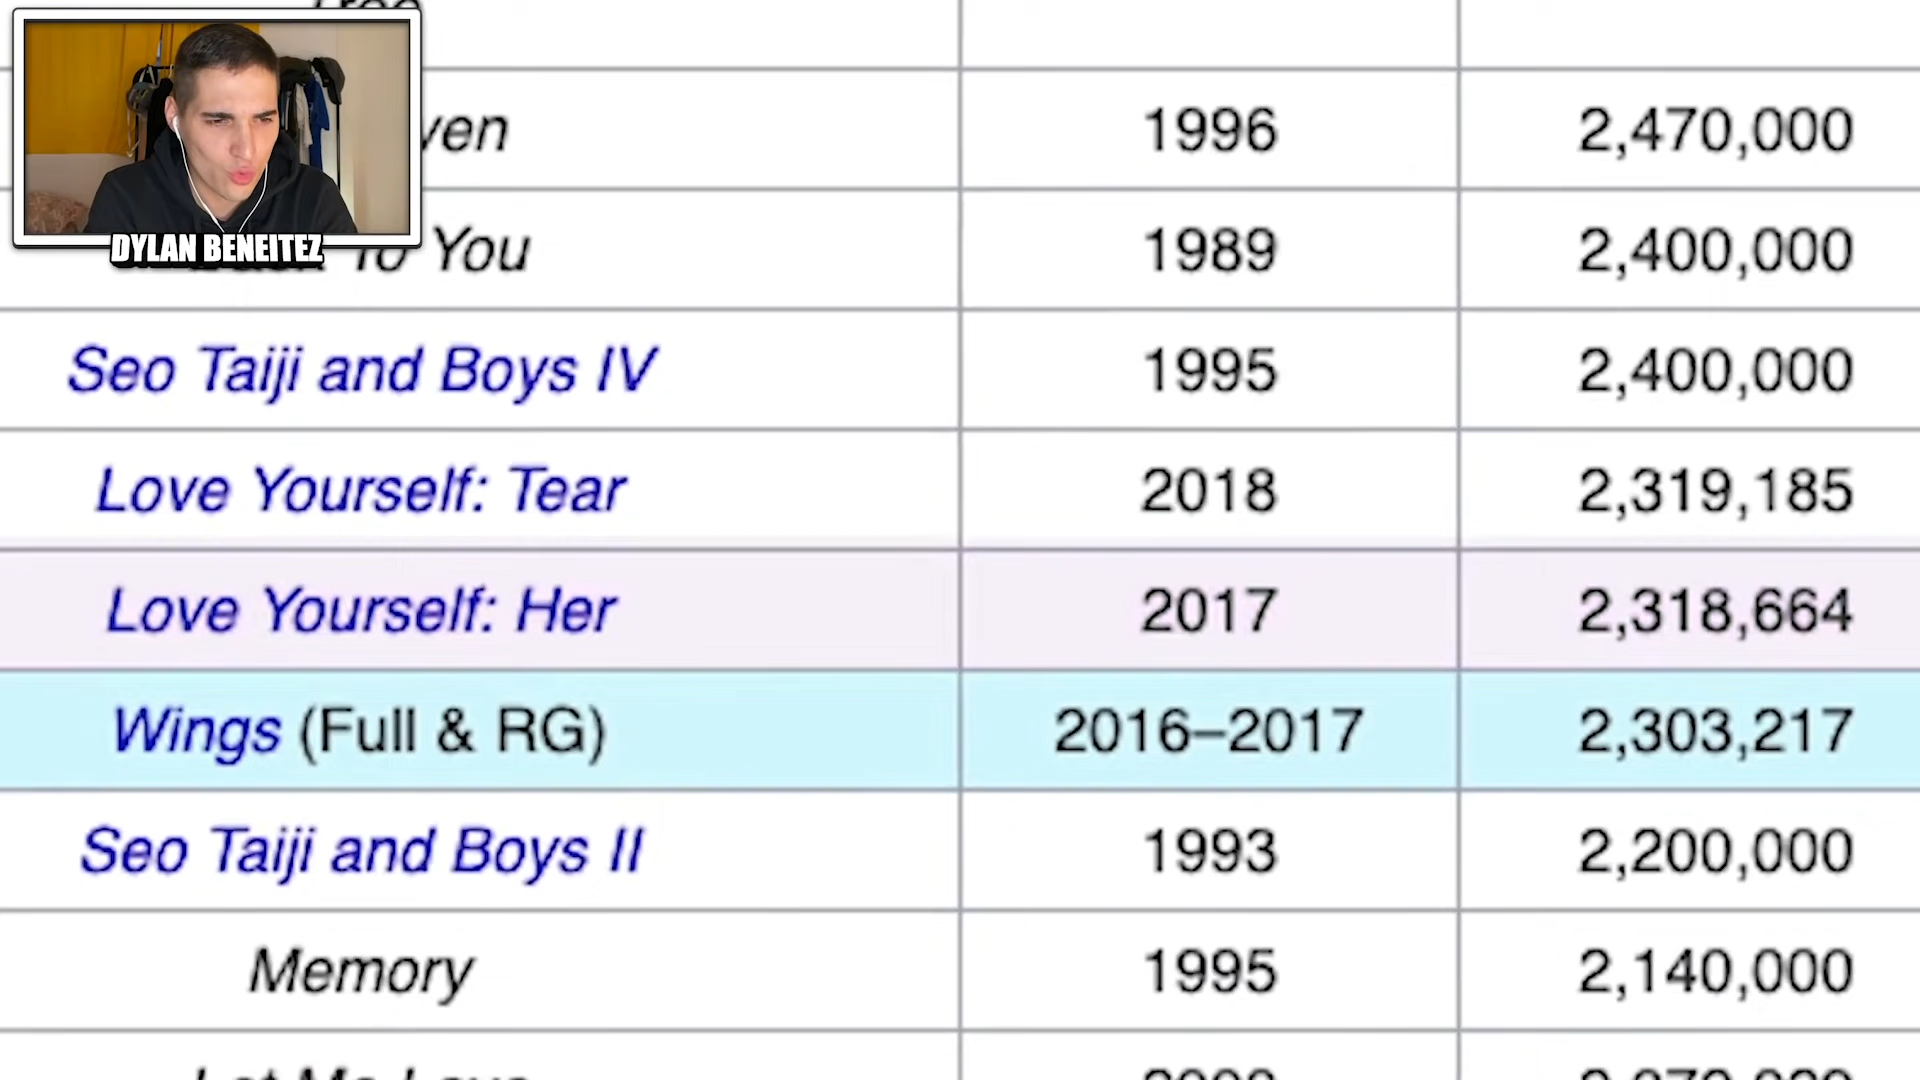 1996 2,470,000
DYLAN BENEITEZ
To You 1989 2,400,000
Seo Taiji and Boys IV 1995 2,400,000
Love Yourself: Tear 2018 2,319,185
Love Yourself: Her 2017 2,318,664
Wings (Full & RG) 2016–2017 2,303,217
Seo Taiji and Boys II 1993 2,200,000
Memory 1995 2,140,000